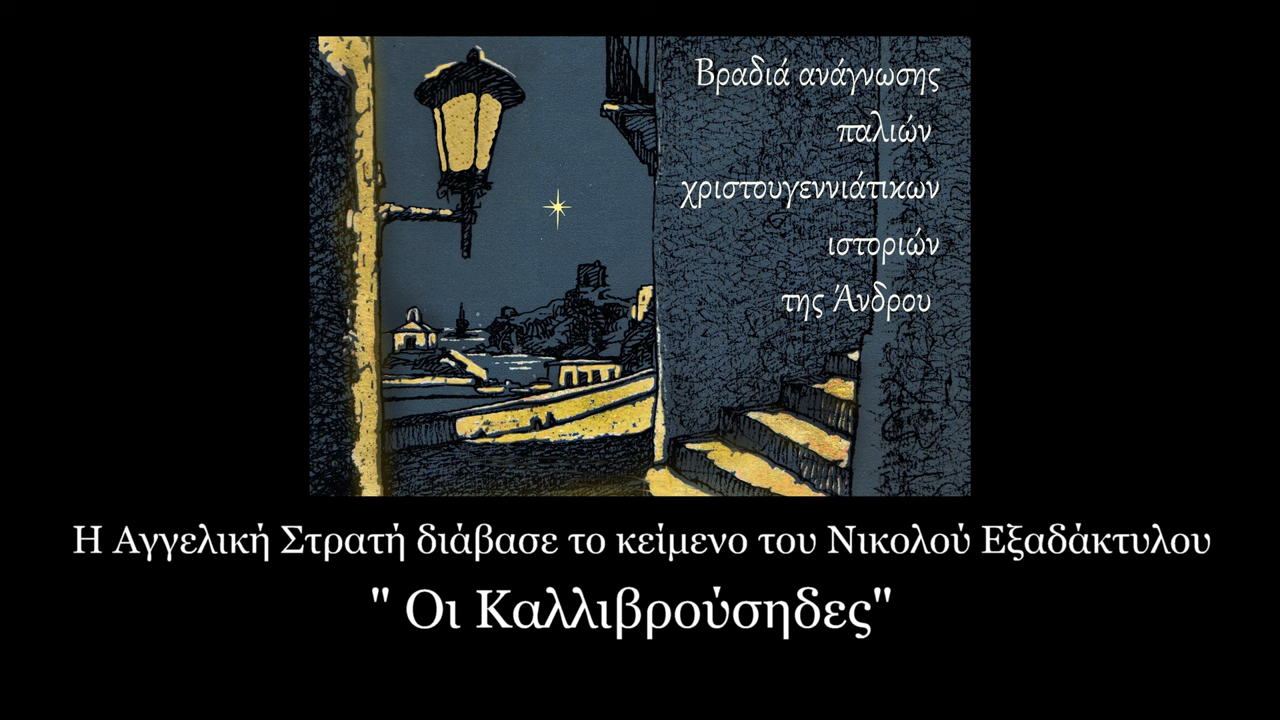 Βραδιά ανάγνωσης
παλιών
χριστουγεννιάτικων
ιστοριών
της Άνδρου
Η Αγγελική Στρατή διάβασε το κείμενο του Νικολού Εξαδάκτυλου
" Οι Καλλιβρούσηδες"